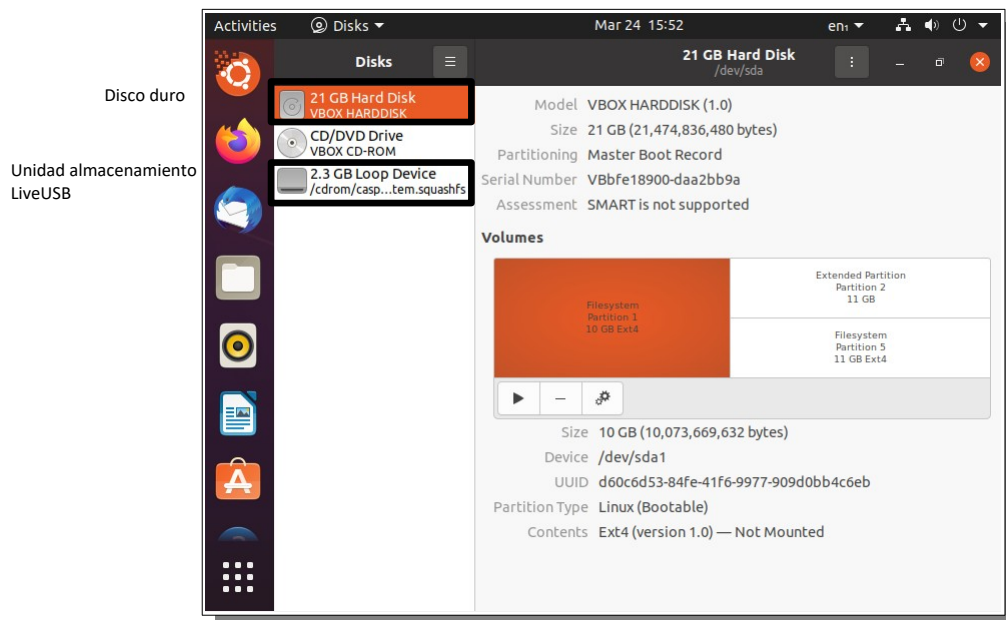 Activities Disks Mar 24 15:52 en₁
Disks
21 GB Hard Disk
/dev/sda
Disco duro
21 GB Hard Disk
VBOX HARDDISK
CD/DVD Drive
VBOX CD-ROM
Unidad almacenamiento
LiveUSB
2.3 GB Loop Device
/cdrom/casp...tem.squashfs
Model VBOX HARDDISK (1.0)
Size 21 GB (21,474,836,480 bytes)
Partitioning Master Boot Record
Serial Number VBbfe18900-daa2bb9a
Assessment SMART is not supported
Volumes
Filesystem
Partition 1
10 GB Ext4
Extended Partition
Partition 2
11 GB
Filesystem
Partition 5
11 GB Ext4
Size 10 GB (10,073,669,632 bytes)
Device /dev/sda1
UUID d60c6d53-84fe-41f6-9977-909d0bb4c6eb
Partition Type Linux (Bootable)
Contents Ext4 (version 1.0) — Not Mounted